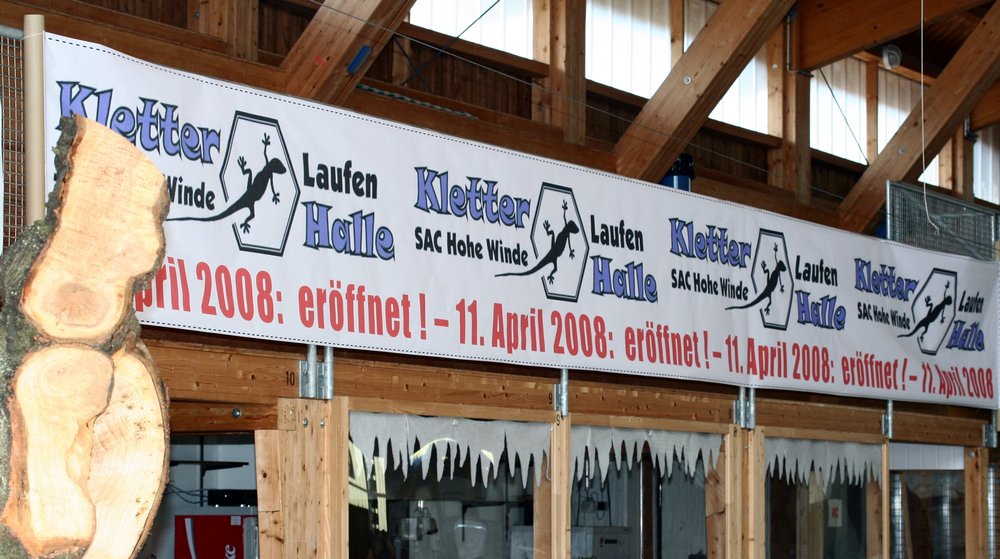 Kletter
Winde
Laufen
Halle
Kletter
SAC Hohe Winde
Laufen
Halle
Kletter
SAC Hohe Winde
Laufen
Halle
Kletter
SAC Hohe Winde
Laufen
Halle
pril 2008: eröffnet ! – 11. April 2008: eröffnet ! – 11. April 2008: eröffnet ! – 11. April 2008
10